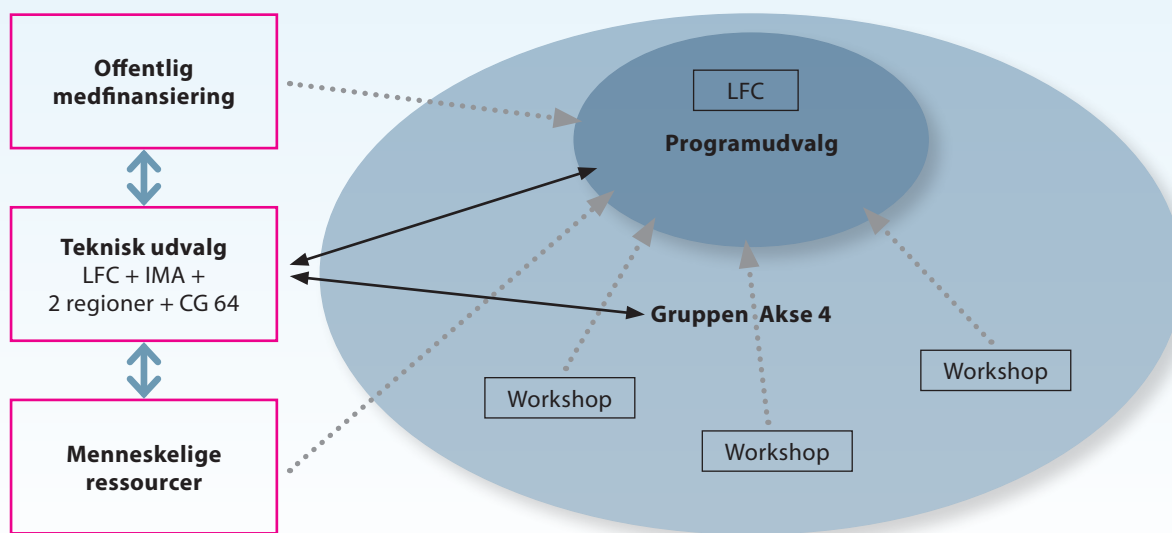 Offentlig
medfinansiering
Teknisk udvalg
LFC + IMA +
2 regioner + CG 64
Menneskelige
ressourcer
LFC
Programudvalg
Gruppen Akse 4
Workshop
Workshop
Workshop